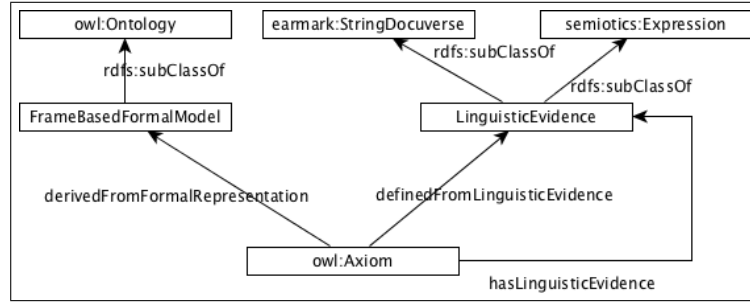 owl:Ontology
earmark:StringDocuverse
semiotics:Expression
rdfs:subClassOf
rdfs:subClassOf
rdfs:subClassOf
FrameBasedFormalModel
LinguisticEvidence
derivedFromFormalRepresentation
definedFromLinguisticEvidence
owl:Axiom
hasLinguisticEvidence